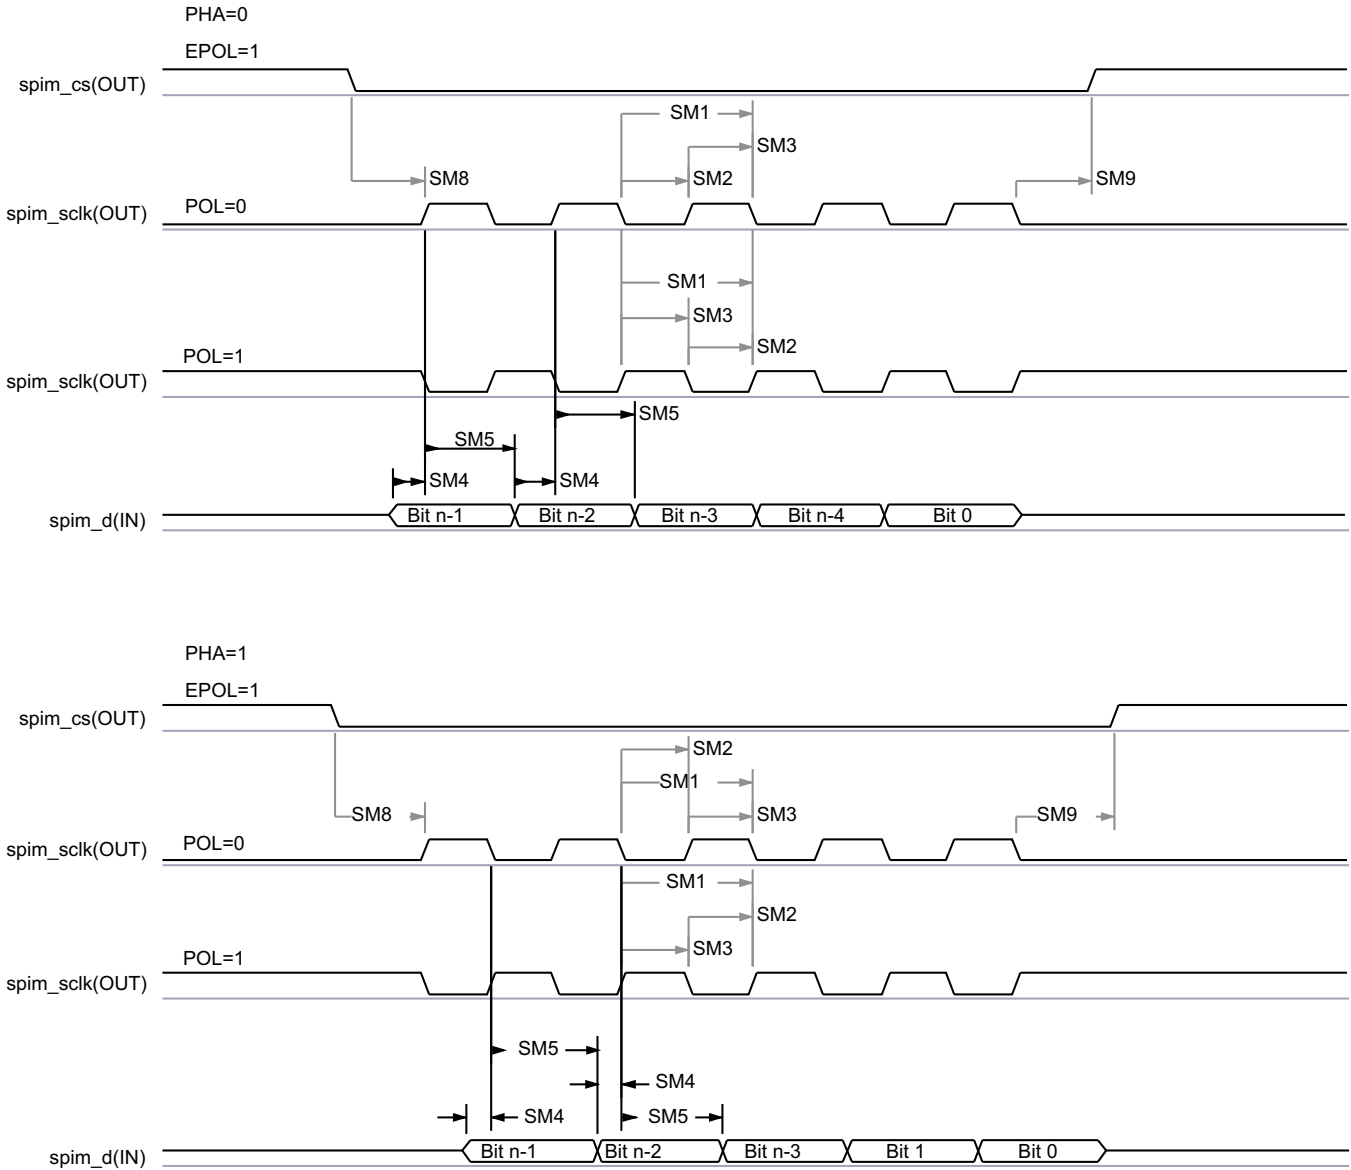 PHA=0
EPOL=1
spim_cs(OUT)
SM1
SM3
SM8
SM2
SM9
POL=0
spim_sclk(OUT)
SM1
SM3
SM2
POL=1
spim_sclk(OUT)
SM5
SM5
SM4
SM4
spim_d(IN)
Bit n-1
Bit n-2
Bit n-3
Bit n-4
Bit 0
PHA=1
EPOL=1
spim_cs(OUT)
SM2
SM1
SM8
SM3
SM9
POL=0
spim_sclk(OUT)
SM1
SM2
SM3
POL=1
spim_sclk(OUT)
SM5
SM4
SM4
SM5
spim_d(IN)
Bit n-1
Bit n-2
Bit n-3
Bit 1
Bit 0